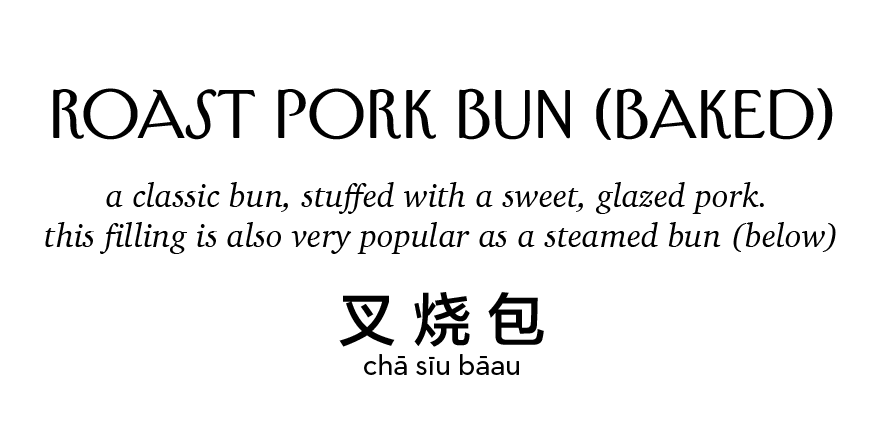 ROAST PORK BUN (BAKED)
a classic bun, stuffed with a sweet, glazed pork.
this filling is also very popular as a steamed bun (below)
叉烧包
chā sīu bāau